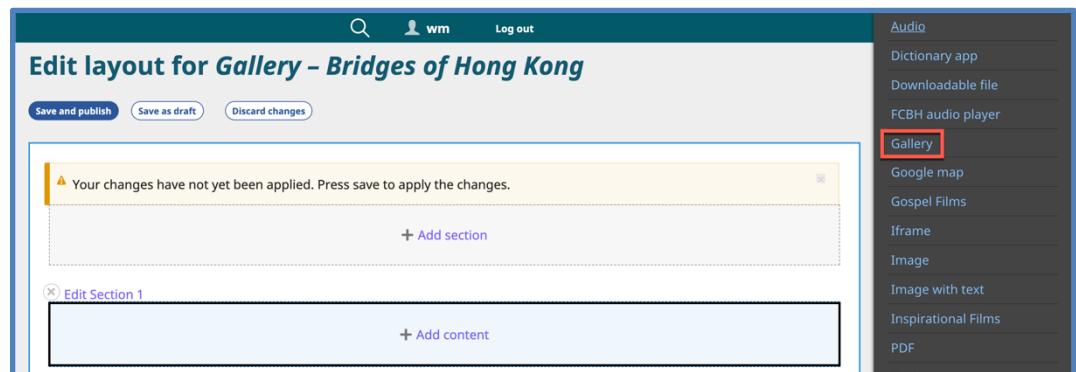 wm Log out
Edit layout for Gallery – Bridges of Hong Kong
Save and publish Save as draft Discard changes
Your changes have not yet been applied. Press save to apply the changes.
+ Add section
Edit Section 1
+ Add content
Audio
Dictionary app
Downloadable file
FCBH audio player
Gallery
Google map
Gospel Films
Iframe
Image
Image with text
Inspirational Films
PDF